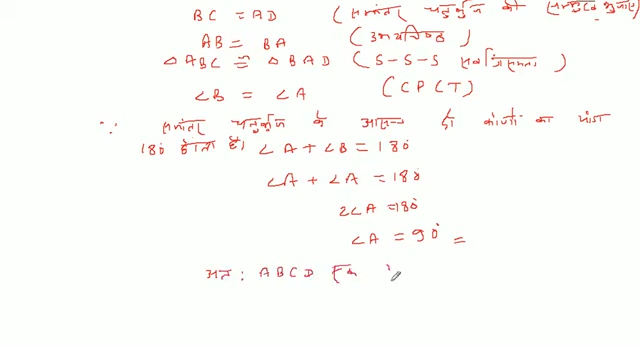 BC = AD (समांतर चतुर्भुज की सम्मुख भुजाएं
AB = BA (उभयनिष्ठ)
△ABC ≅ △BAD (S-S-S सर्वांगसमता)
∠B = ∠A (CPCT)
∵ समांतर चतुर्भुज के आसन्न दो कोणों का योग
180° होता है। ∠A + ∠B = 180°
∠A + ∠A = 180°
2∠A = 180°
∠A = 90° =
अतः ABCD एक